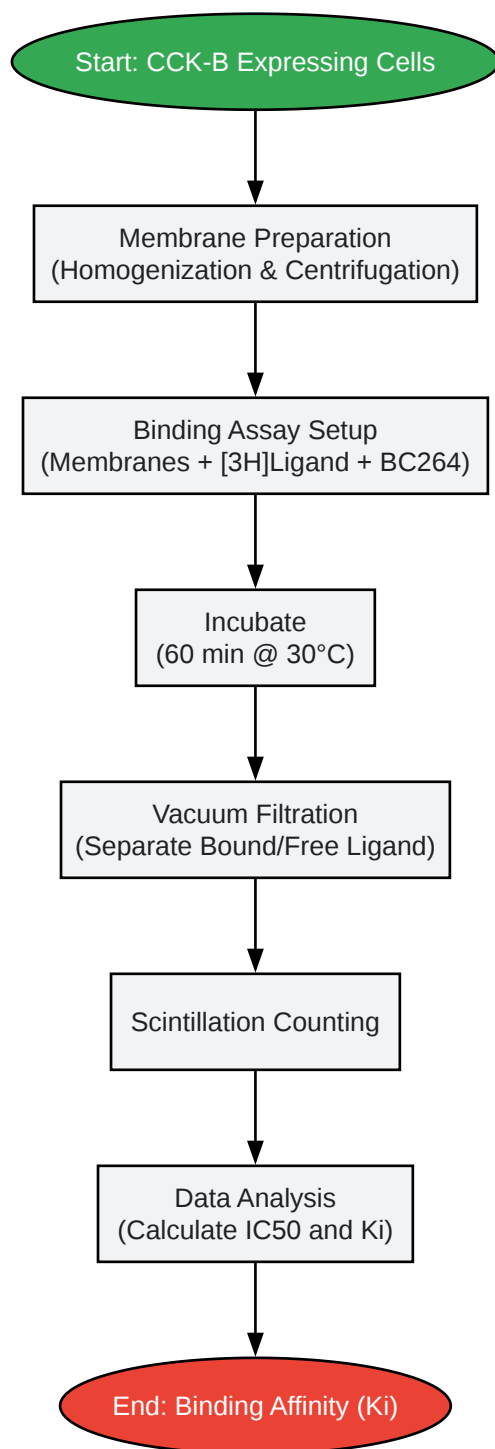 Start: CCK-B Expressing Cells
Membrane Preparation
(Homogenization & Centrifugation)
Binding Assay Setup
(Membranes + [3H]Ligand + BC264)
Incubate
(60 min @ 30°C)
Vacuum Filtration
(Separate Bound/Free Ligand)
Scintillation Counting
Data Analysis
(Calculate IC50 and Ki)
End: Binding Affinity (Ki)